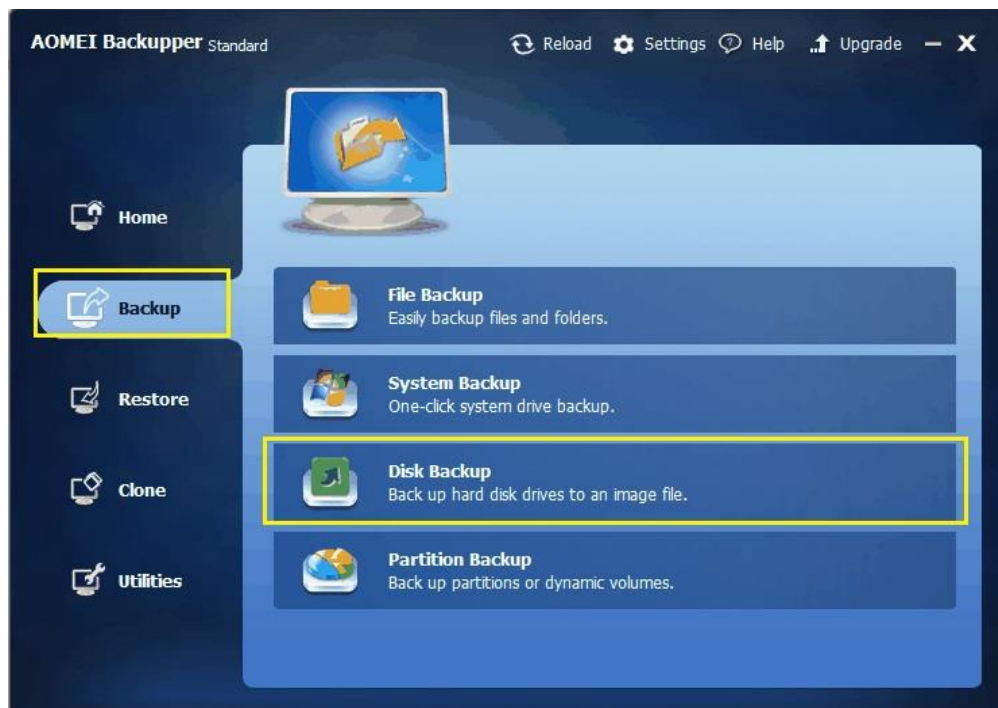 AOMEI Backupper Standard
Reload Settings Help Upgrade
Home
Backup
Restore
Clone
Utilities
File Backup
Easily backup files and folders.
System Backup
One-click system drive backup.
Disk Backup
Back up hard disk drives to an image file.
Partition Backup
Back up partitions or dynamic volumes.